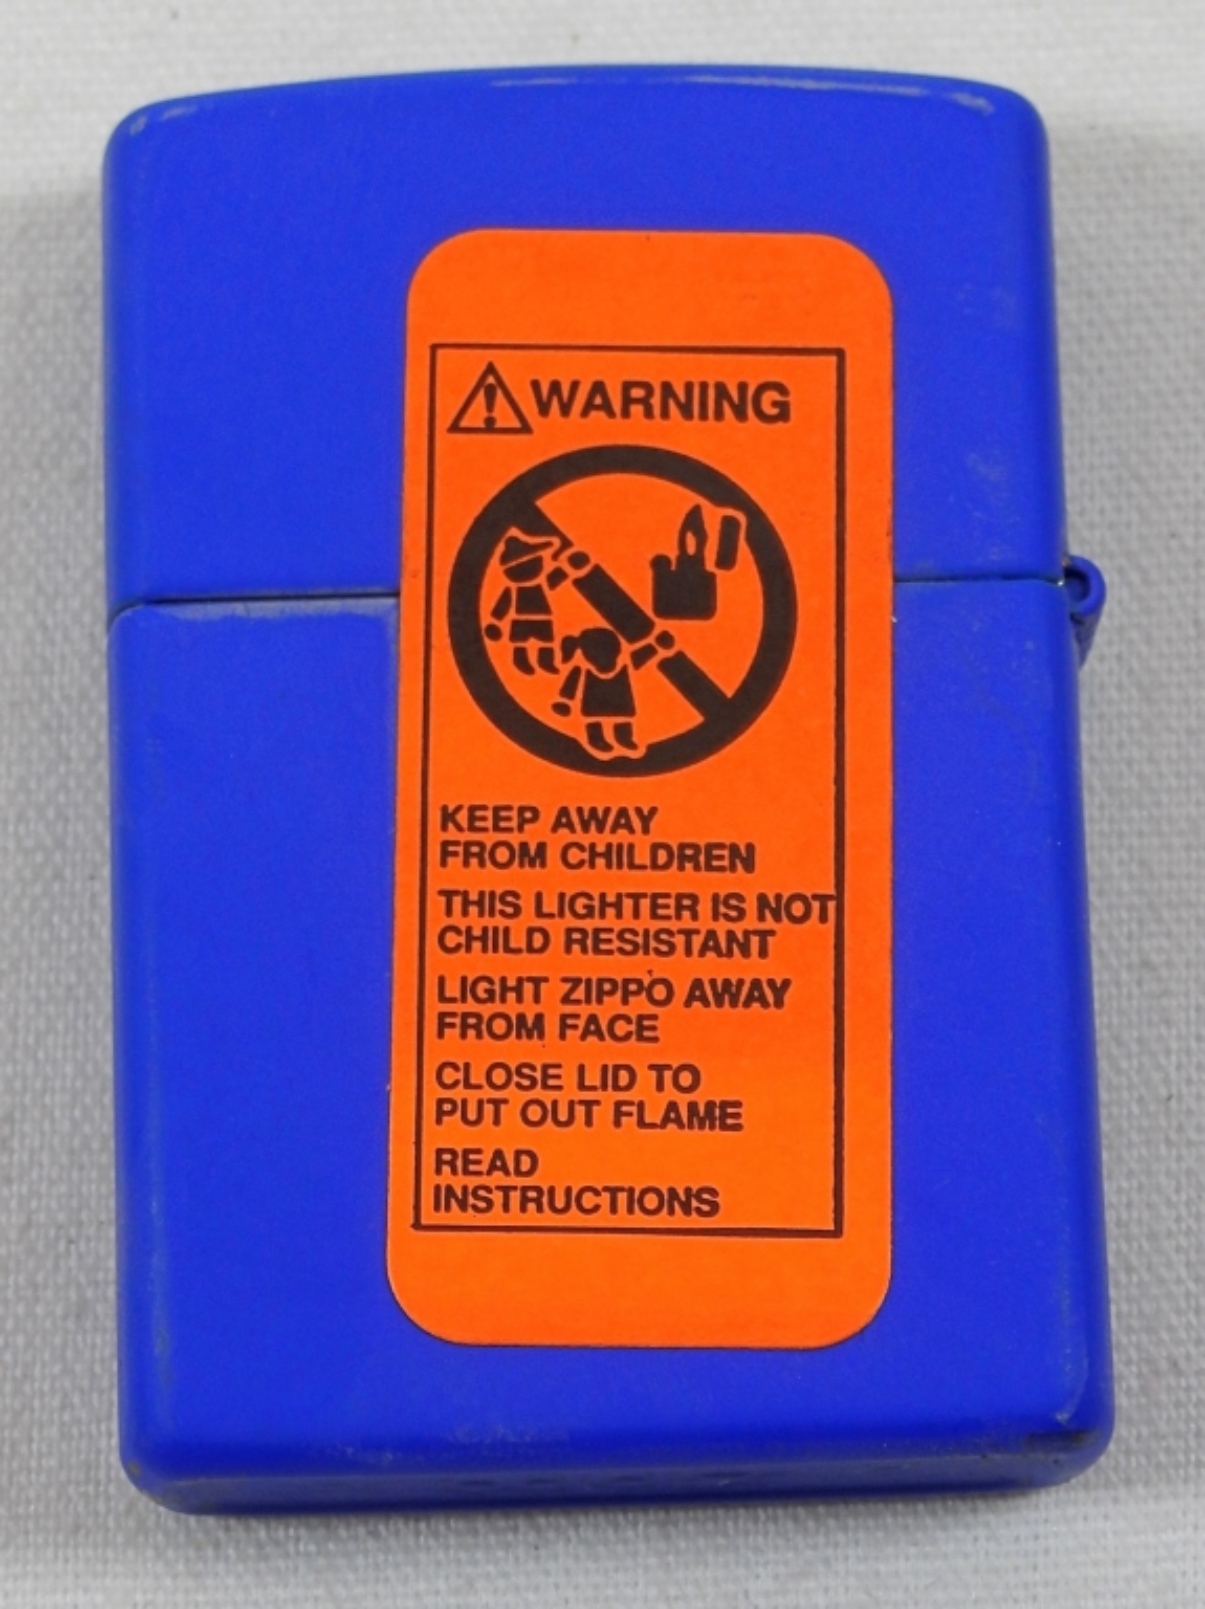 WARNING
KEEP AWAY
FROM CHILDREN
THIS LIGHTER IS NOT
CHILD RESISTANT
LIGHT ZIPPO AWAY
FROM FACE
CLOSE LID TO
PUT OUT FLAME
READ
INSTRUCTIONS